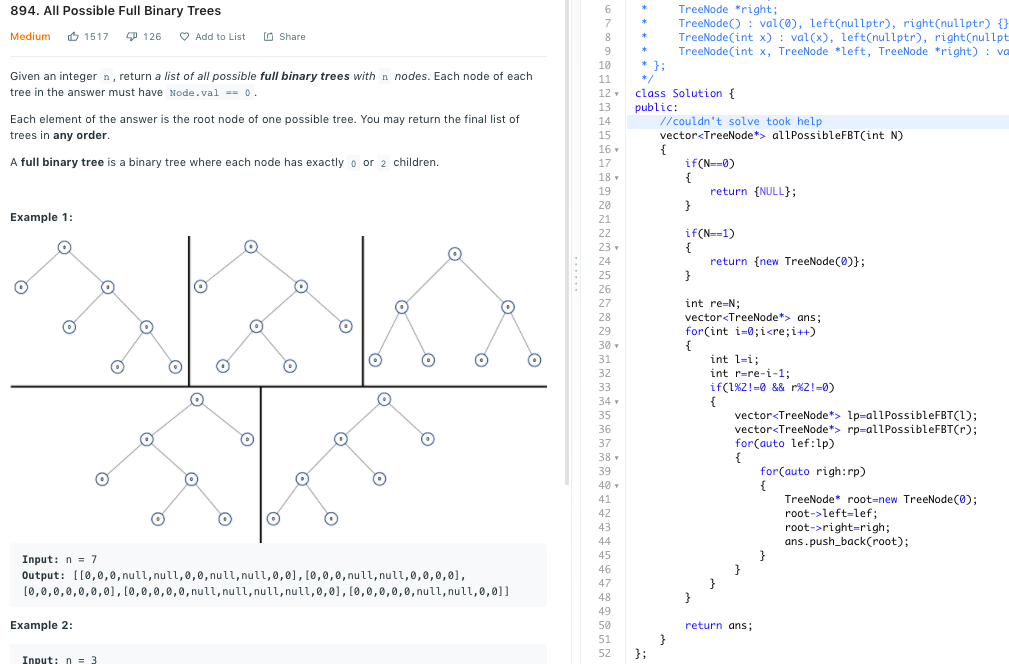 894. All Possible Full Binary Trees
Medium 1517 126 Add to List Share
Given an integer n, return a list of all possible full binary trees with n nodes. Each node of each
tree in the answer must have Node.val == 0.
Each element of the answer is the root node of one possible tree. You may return the final list of
trees in any order.
A full binary tree is a binary tree where each node has exactly 0 or 2 children.
Example 1:
0 0 0
0 0 0 0 0 0
0 0 0 0 0 0 0 0
0 0 0 0
0 0
0 0 0 0
0 0 0 0
0 0 0 0
Input: n = 7
Output: [[0,0,0,null,null,0,0,null,null,0,0],[0,0,0,null,null,0,0,0,0],
[0,0,0,0,0,0,0],[0,0,0,0,0,null,null,null,null,0,0],[0,0,0,0,0,null,null,0,0]]
Example 2:
Input: n = 3
6 * TreeNode *right;
7 * TreeNode() : val(0), left(nullptr), right(nullptr) {}
8 * TreeNode(int x) : val(x), left(nullptr), right(nullpt
9 * TreeNode(int x, TreeNode *left, TreeNode *right) : va
10 * };
11 */
12 class Solution {
13 public:
14 //couldn't solve took help
15 vector<TreeNode*> allPossibleFBT(int N)
16 {
17 if(N==0)
18 {
19 return {NULL};
20 }
21
22 if(N==1)
23 {
24 return {new TreeNode(0)};
25 }
26
27 int re=N;
28 vector<TreeNode*> ans;
29 for(int i=0;i<re;i++)
30 {
31 int l=i;
32 int r=re-i-1;
33 if(l%2!=0 && r%2!=0)
34 {
35 vector<TreeNode*> lp=allPossibleFBT(l);
36 vector<TreeNode*> rp=allPossibleFBT(r);
37 for(auto lef:lp)
38 {
39 for(auto righ:rp)
40 {
41 TreeNode* root=new TreeNode(0);
42 root->left=lef;
43 root->right=righ;
44 ans.push_back(root);
45 }
46 }
47 }
48 }
49
50 return ans;
51 }
52 };